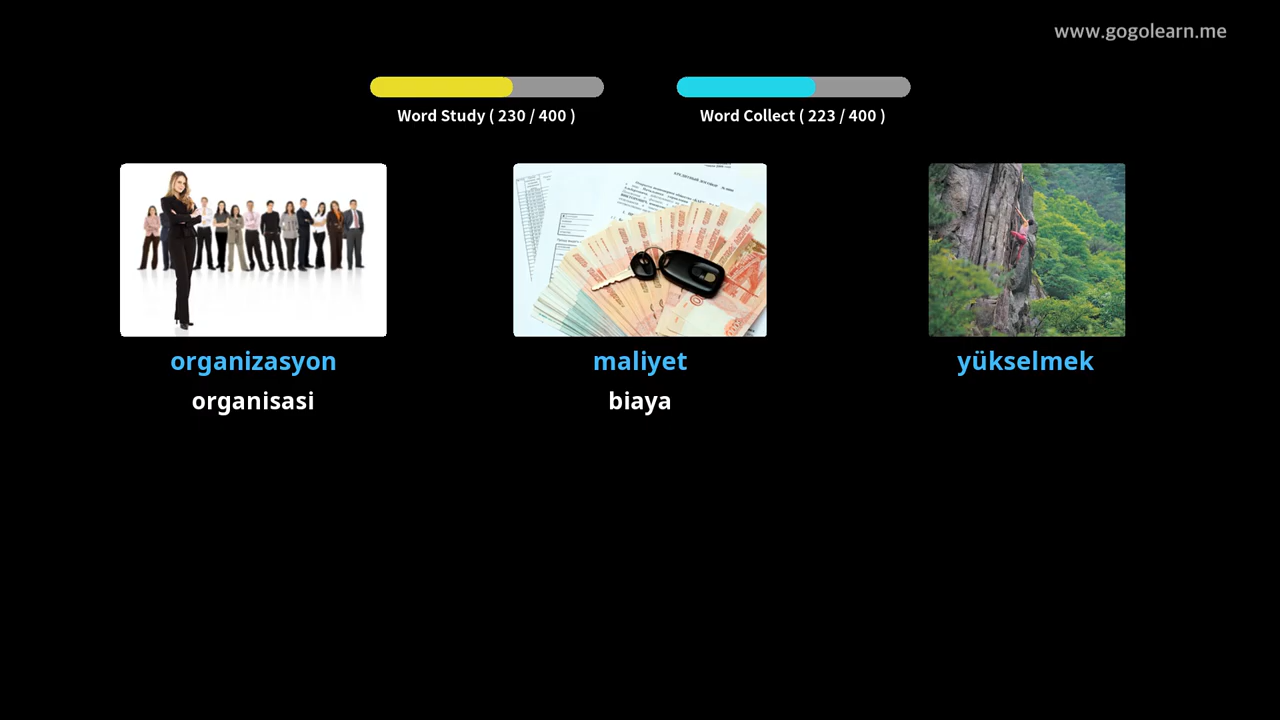 www.gogolearn.me
Word Study ( 230 / 400 )
Word Collect ( 223 / 400 )
organizasyon
maliyet
yükselmek
organisasi
biaya